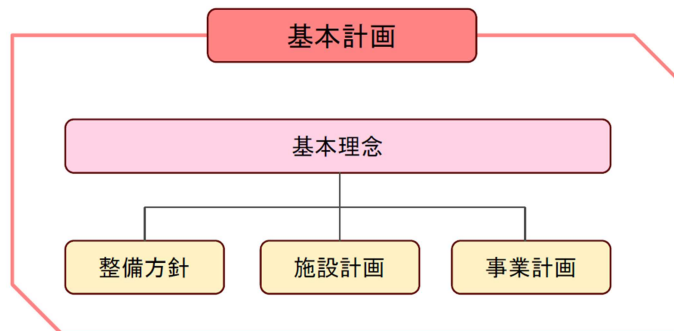 基本計画
基本理念
整備方針
施設計画
事業計画